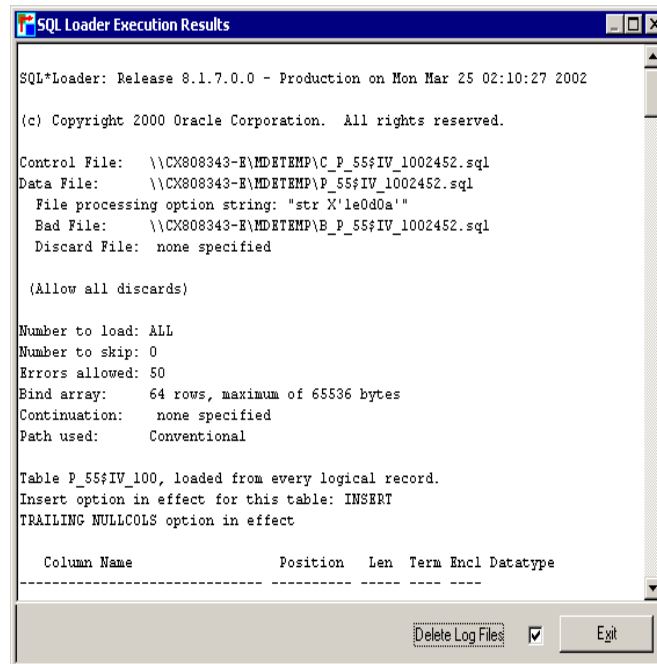 SQL Loader Execution Results
SQL*Loader: Release 8.1.7.0.0 - Production on Mon Mar 25 02:10:27 2002
(c) Copyright 2000 Oracle Corporation.  All rights reserved.
Control File:   \\CX808343-E\MDETEMP\C_P_55$IV_1002452.sql
Data File:      \\CX808343-E\MDETEMP\P_55$IV_1002452.sql
  File processing option string: "str X'1e0d0a'"
  Bad File:     \\CX808343-E\MDETEMP\B_P_55$IV_1002452.sql
  Discard File:  none specified
 (Allow all discards)
Number to load: ALL
Number to skip: 0
Errors allowed: 50
Bind array:     64 rows, maximum of 65536 bytes
Continuation:    none specified
Path used:      Conventional
Table P_55$IV_100, loaded from every logical record.
Insert option in effect for this table: INSERT
TRAILING NULLCOLS option in effect
   Column Name                  Position   Len  Term Encl Datatype
------------------------------ ---------- ----- ---- ----
Delete Log Files
Exit